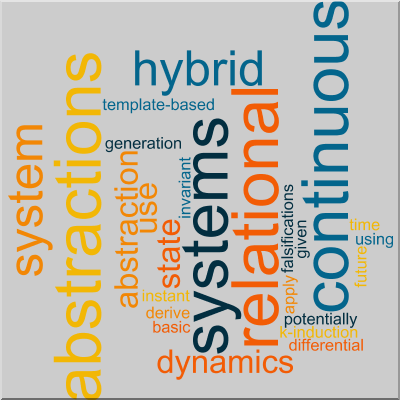 hybrid
continuous
template-based
abstractions
system
generation
abstraction
use
invariant
systems
relational
state
falsifications
given
time
using
future
instant
apply
derive
basic
potentially
k-induction
differential
dynamics